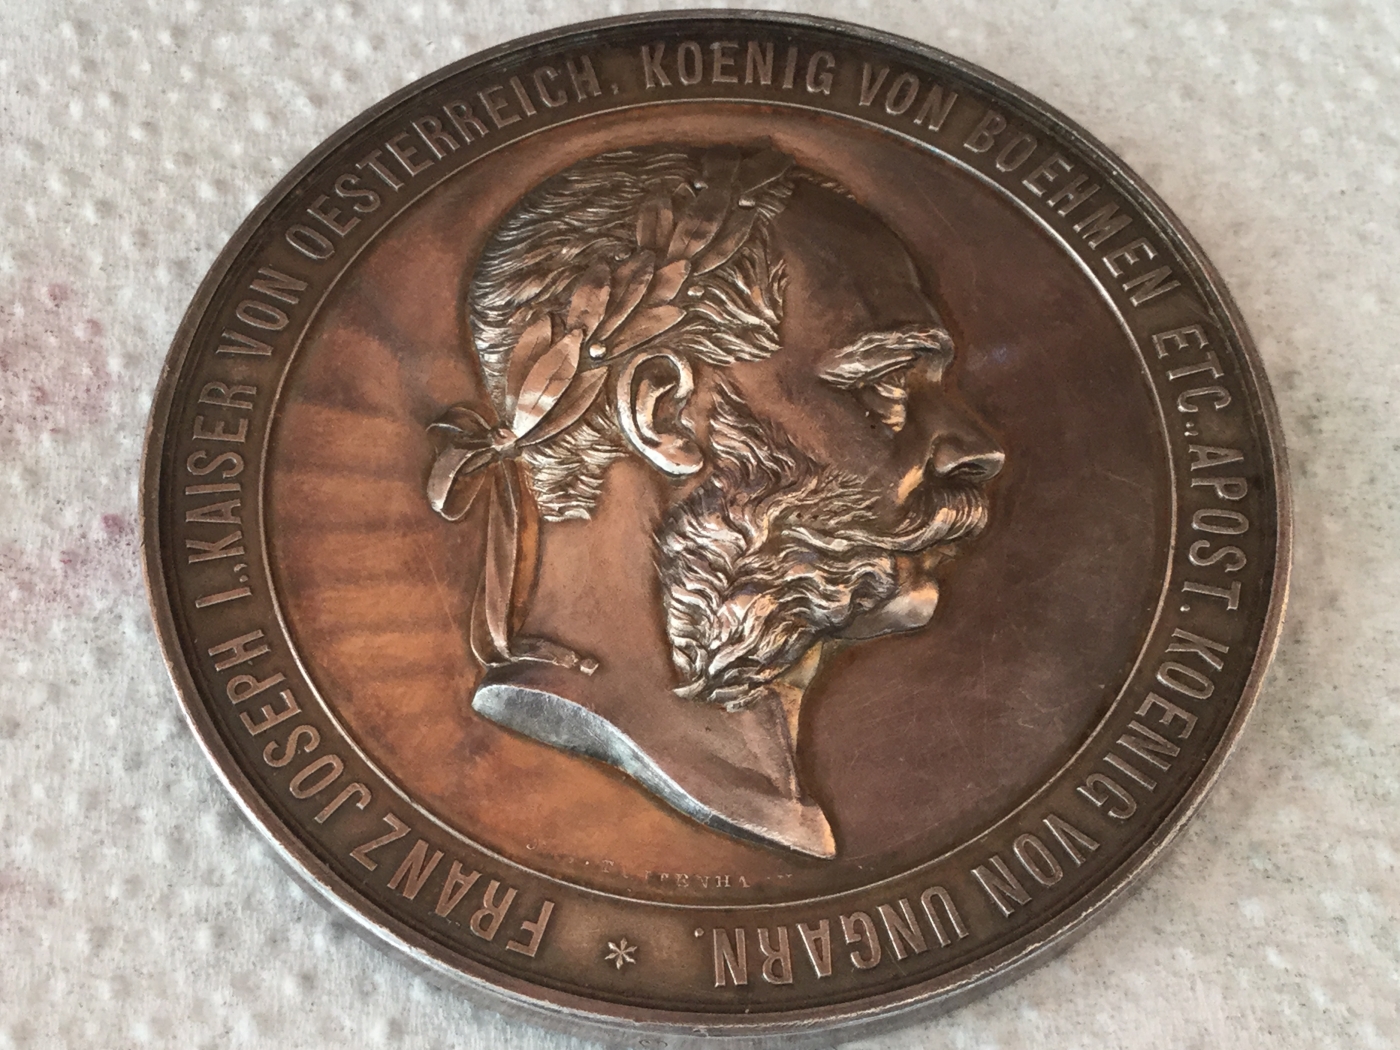 FRANZ JOSEPH I., KAISER VON OESTERREICH, KOENIG VON BOEHMEN ETC., APOST. KOENIG VON UNGARN. *